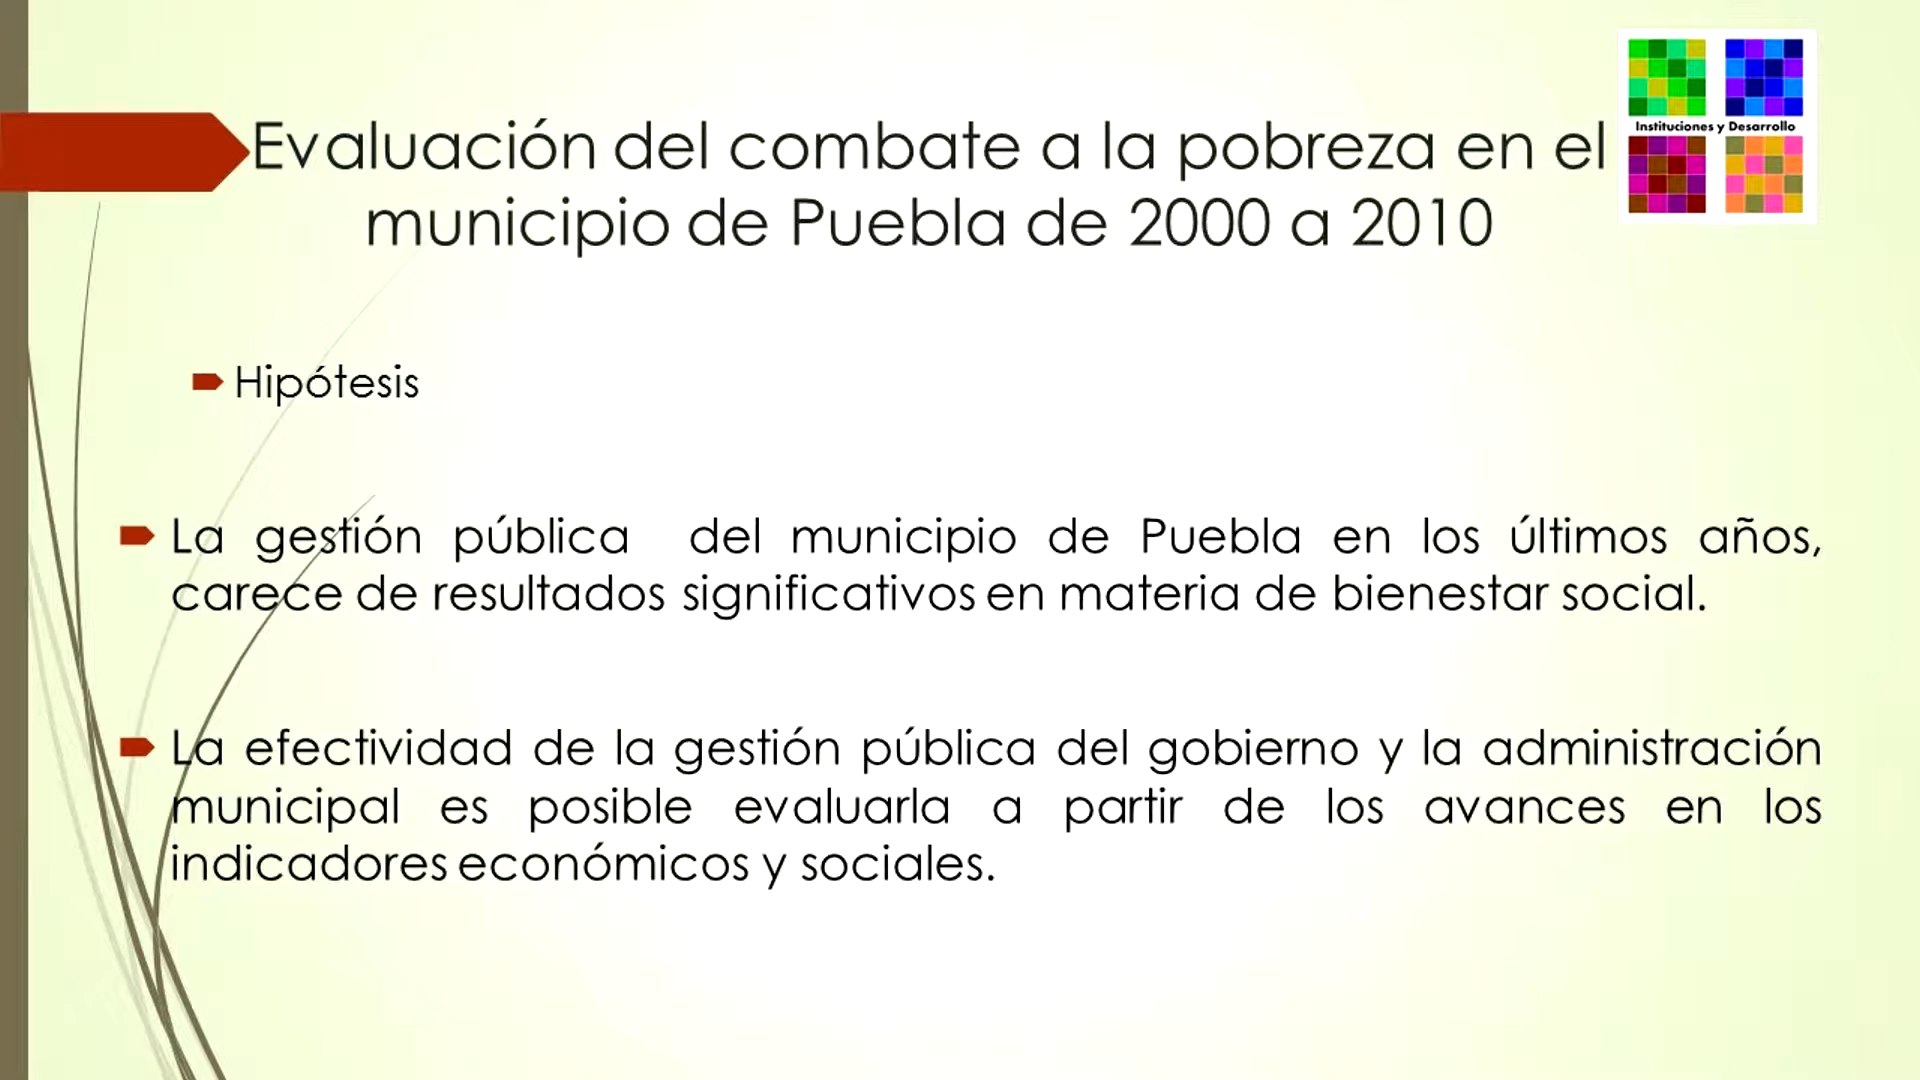 Instituciones y Desarrollo
Evaluación del combate a la pobreza en el
municipio de Puebla de 2000 a 2010
Hipótesis
La gestión pública del municipio de Puebla en los últimos años,
carece de resultados significativos en materia de bienestar social.
La efectividad de la gestión pública del gobierno y la administración
municipal es posible evaluarla a partir de los avances en los
indicadores económicos y sociales.